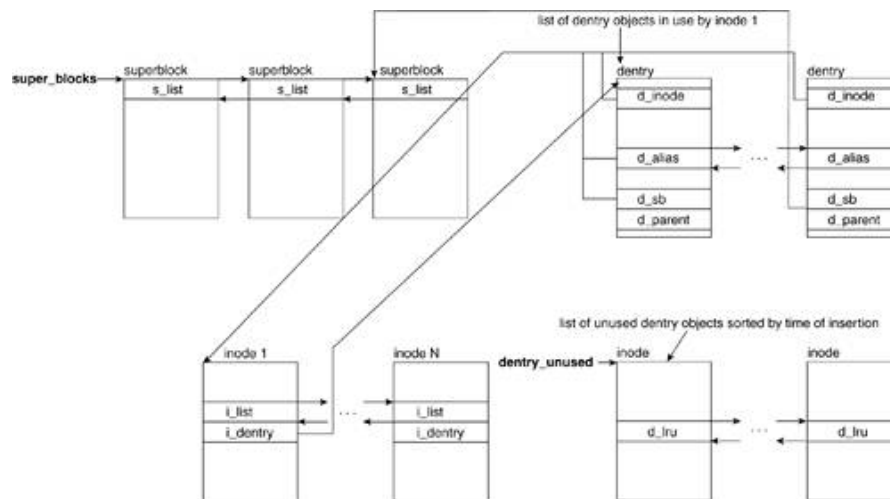 list of dentry objects in use by inode 1
superblock superblock superblock dentry dentry
super_blocks
s_list s_list s_list d_inode d_inode
...
d_alias d_alias
d_sb d_sb
d_parent d_parent
list of unused dentry objects sorted by time of insertion
inode 1 inode N dentry_unused inode inode
... ...
i_list i_list
i_dentry i_dentry d_lru d_lru